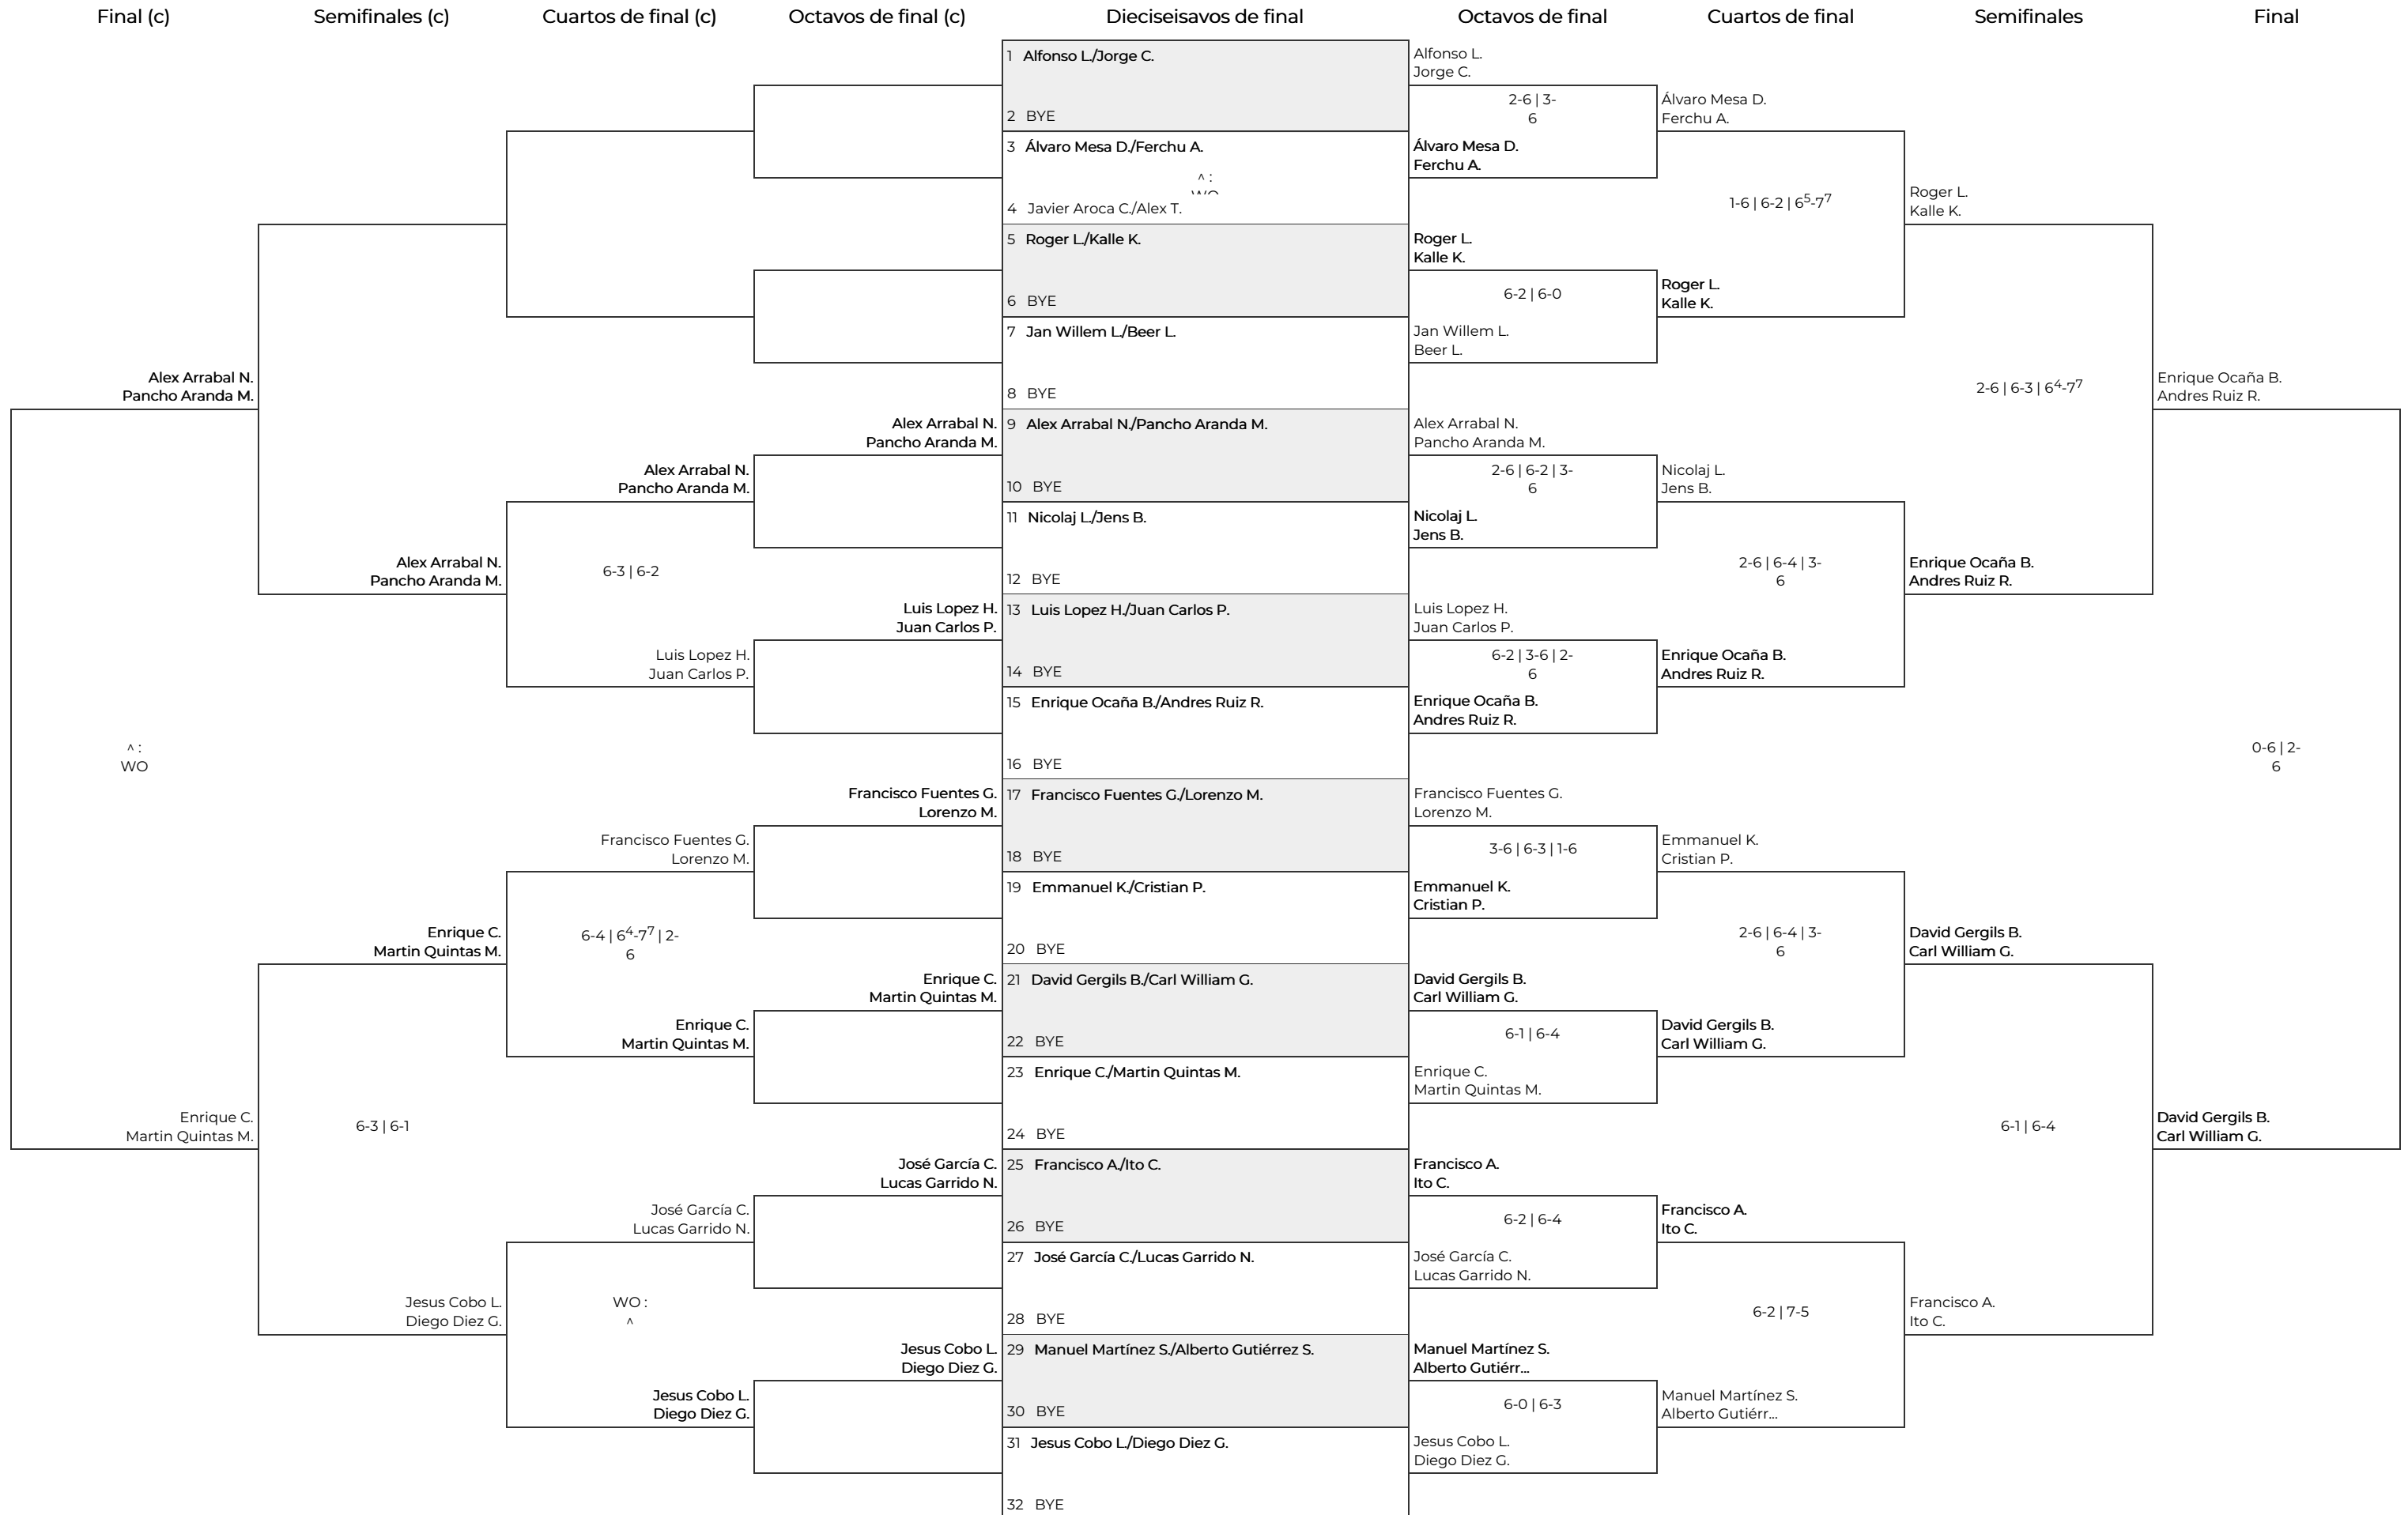 Final (c)
Semifinales (c)
Cuartos de final (c)
Octavos de final (c)
Dieciseisavos de final
Octavos de final
Cuartos de final
Semifinales
Final
Alex Arrabal N.
Pancho Aranda M.
^ :
WO
Enrique C.
Martin Quintas M.
Alex Arrabal N.
Pancho Aranda M.
Enrique C.
Martin Quintas M.
6-3 | 6-1
Jesus Cobo L.
Diego Diez G.
Alex Arrabal N.
Pancho Aranda M.
6-3 | 6-2
Luis Lopez H.
Juan Carlos P.
Francisco Fuentes G.
Lorenzo M.
6-4 | 6⁴-7⁷ | 2-
6
Enrique C.
Martin Quintas M.
José García C.
Lucas Garrido N.
WO :
^
Jesus Cobo L.
Diego Diez G.
Alex Arrabal N.
Pancho Aranda M.
Luis Lopez H.
Juan Carlos P.
Francisco Fuentes G.
Lorenzo M.
Enrique C.
Martin Quintas M.
José García C.
Lucas Garrido N.
Jesus Cobo L.
Diego Diez G.
1 Alfonso L./Jorge C.
2 BYE
3 Álvaro Mesa D./Ferchu A.
^ :
WO
4 Javier Aroca C./Alex T.
5 Roger L./Kalle K.
6 BYE
7 Jan Willem L./Beer L.
8 BYE
9 Alex Arrabal N./Pancho Aranda M.
10 BYE
11 Nicolaj L./Jens B.
12 BYE
13 Luis Lopez H./Juan Carlos P.
14 BYE
15 Enrique Ocaña B./Andres Ruiz R.
16 BYE
17 Francisco Fuentes G./Lorenzo M.
18 BYE
19 Emmanuel K./Cristian P.
20 BYE
21 David Gergils B./Carl William G.
22 BYE
23 Enrique C./Martin Quintas M.
24 BYE
25 Francisco A./Ito C.
26 BYE
27 José García C./Lucas Garrido N.
28 BYE
29 Manuel Martínez S./Alberto Gutiérrez S.
30 BYE
31 Jesus Cobo L./Diego Diez G.
32 BYE
Alfonso L.
Jorge C.
2-6 | 3-
6
Álvaro Mesa D.
Ferchu A.
Roger L.
Kalle K.
6-2 | 6-0
Jan Willem L.
Beer L.
Alex Arrabal N.
Pancho Aranda M.
2-6 | 6-2 | 3-
6
Nicolaj L.
Jens B.
Luis Lopez H.
Juan Carlos P.
6-2 | 3-6 | 2-
6
Enrique Ocaña B.
Andres Ruiz R.
Francisco Fuentes G.
Lorenzo M.
3-6 | 6-3 | 1-6
Emmanuel K.
Cristian P.
David Gergils B.
Carl William G.
6-1 | 6-4
Enrique C.
Martin Quintas M.
Francisco A.
Ito C.
6-2 | 6-4
José García C.
Lucas Garrido N.
Manuel Martínez S.
Alberto Gutiérr...
6-0 | 6-3
Jesus Cobo L.
Diego Diez G.
Álvaro Mesa D.
Ferchu A.
1-6 | 6-2 | 6⁵-7⁷
Roger L.
Kalle K.
Nicolaj L.
Jens B.
2-6 | 6-4 | 3-
6
Enrique Ocaña B.
Andres Ruiz R.
Emmanuel K.
Cristian P.
2-6 | 6-4 | 3-
6
David Gergils B.
Carl William G.
Francisco A.
Ito C.
6-2 | 7-5
Manuel Martínez S.
Alberto Gutiérr...
Roger L.
Kalle K.
2-6 | 6-3 | 6⁴-7⁷
Enrique Ocaña B.
Andres Ruiz R.
David Gergils B.
Carl William G.
6-1 | 6-4
Francisco A.
Ito C.
Enrique Ocaña B.
Andres Ruiz R.
0-6 | 2-
6
David Gergils B.
Carl William G.